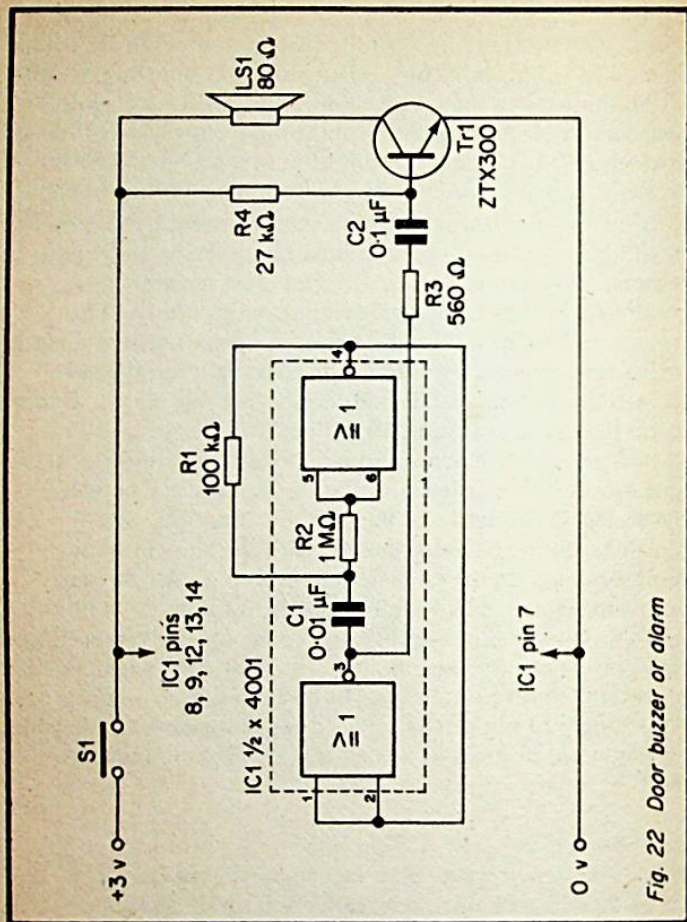 +3 v
S1
IC1 pins
8, 9, 12, 13, 14
R4
27 kΩ
LS1
80 Ω
R1
100 kΩ
IC1 ½ x 4001
1
2
≥ 1
3
C1
0·01 µF
R2
1 MΩ
5
6
≥ 1
4
C2
0·1 µF
R3
560 Ω
Tr1
ZTX300
IC1 pin 7
0 v
Fig. 22 Door buzzer or alarm